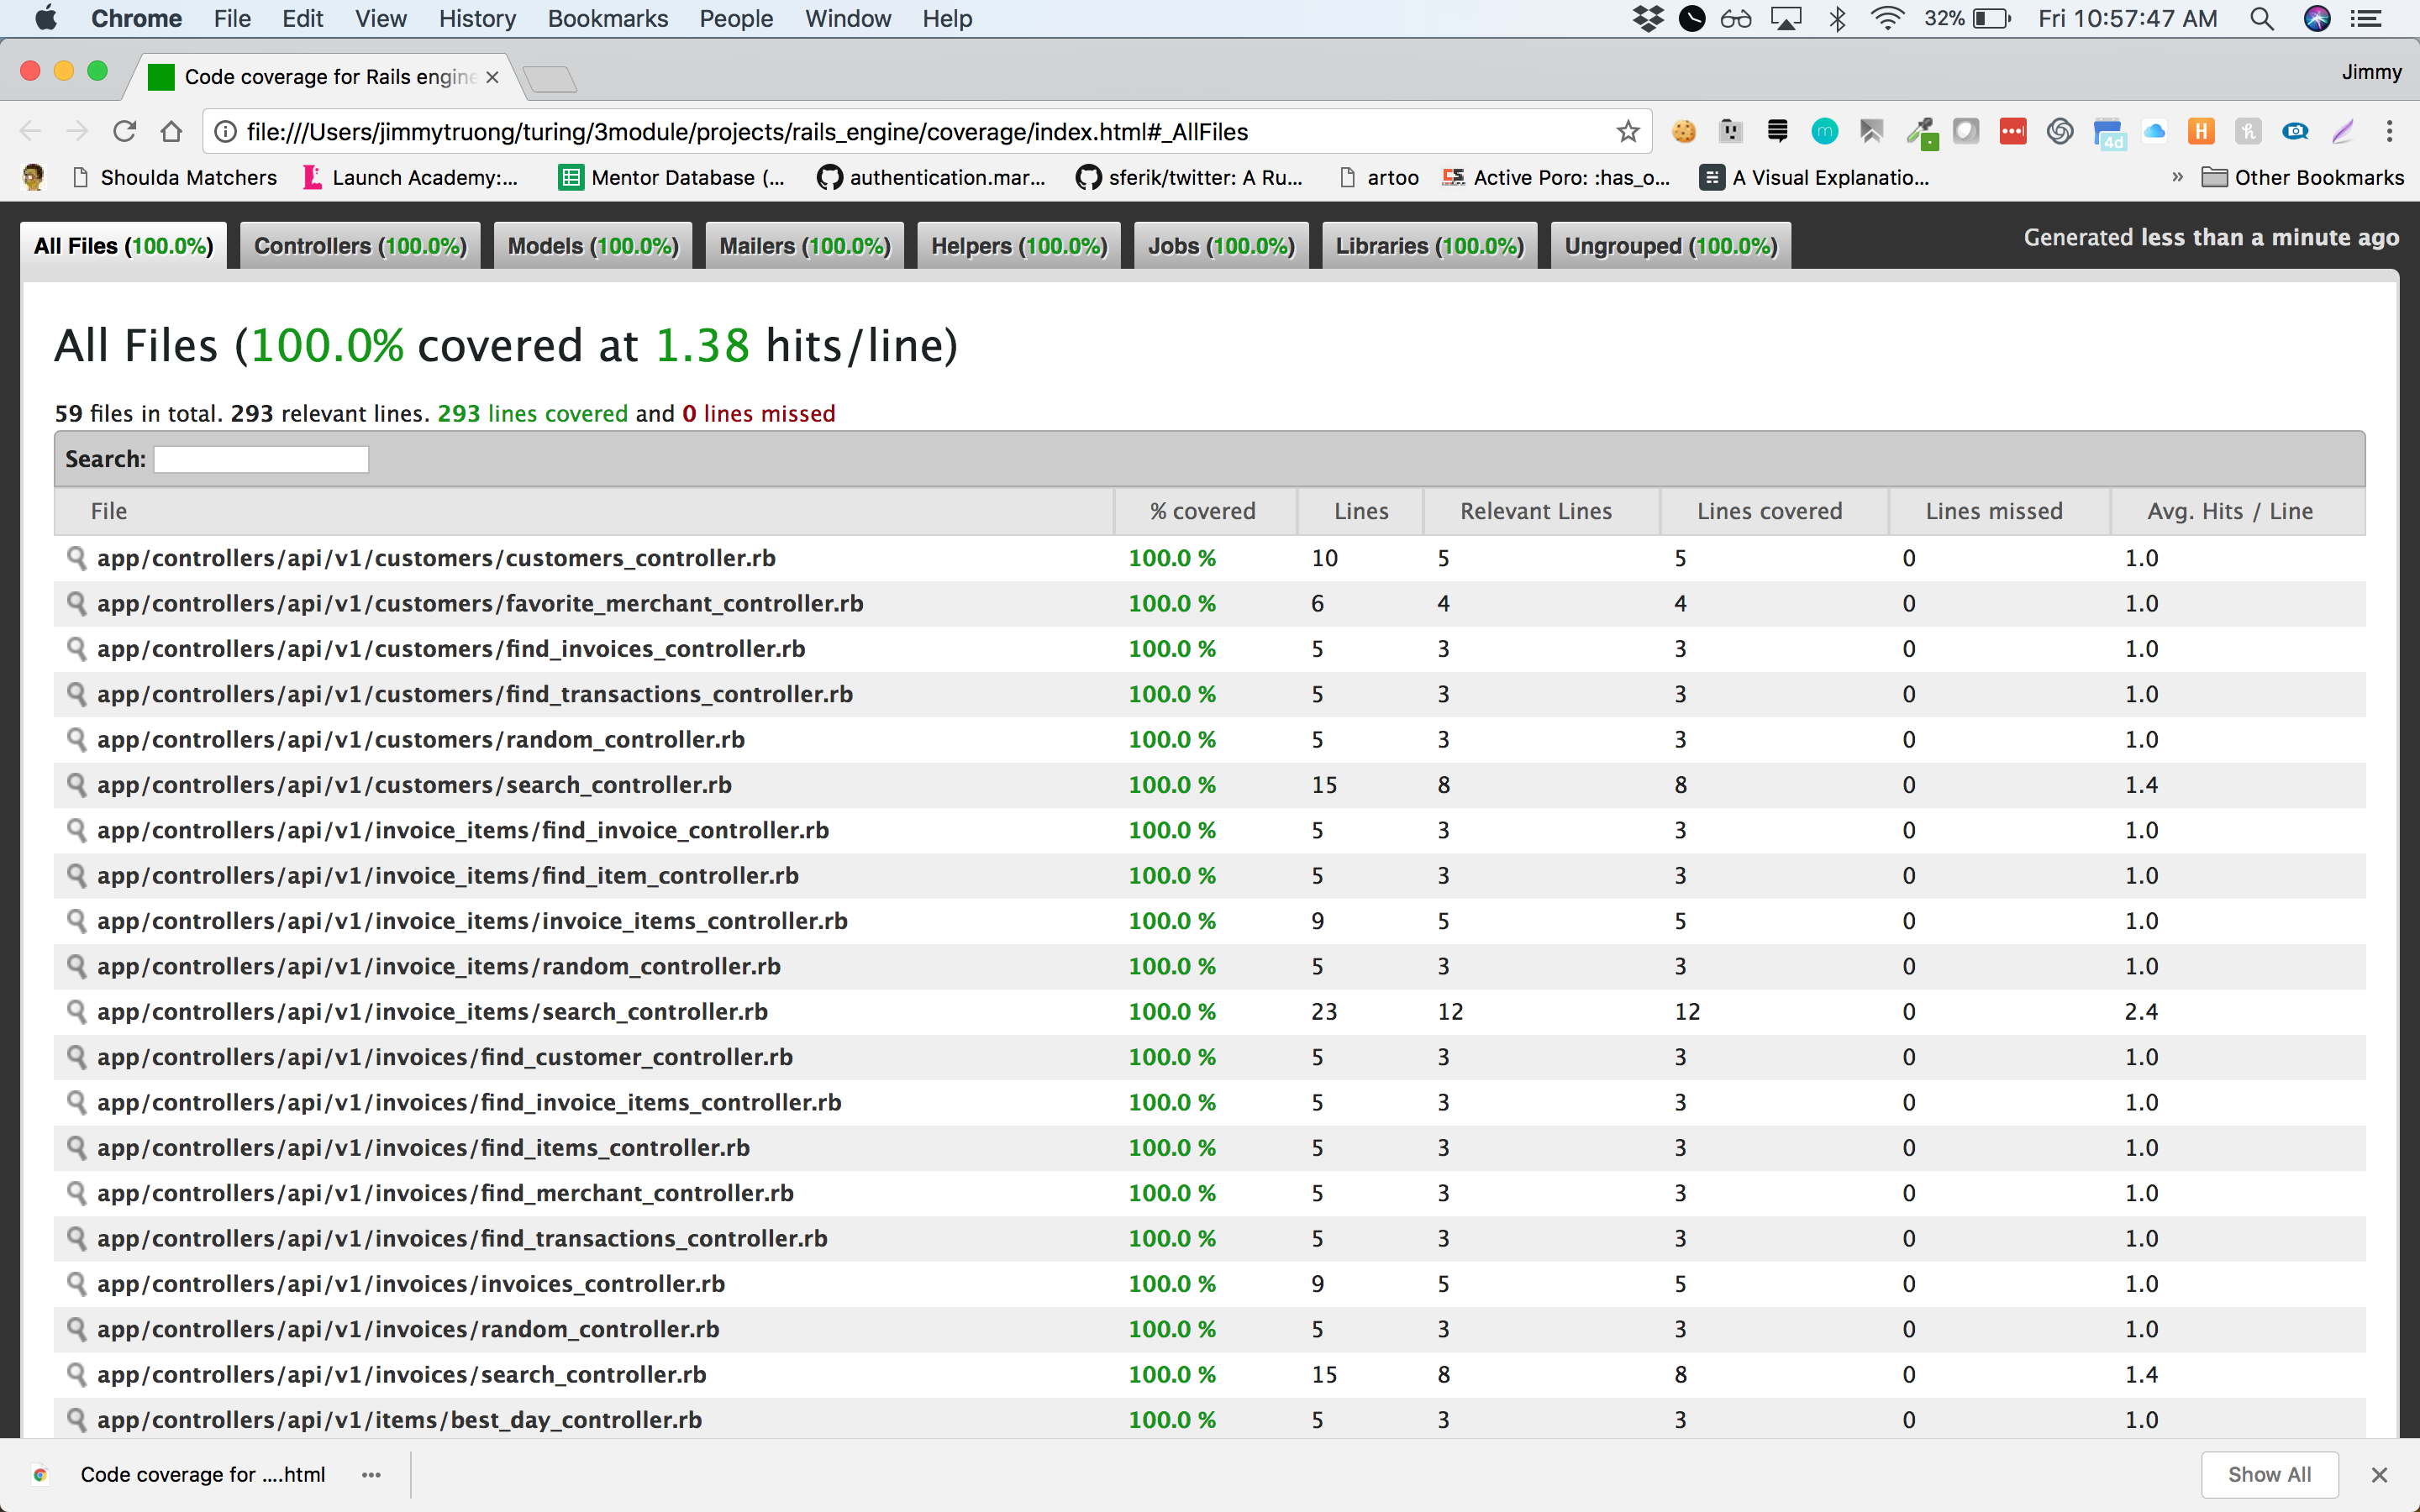 Chrome File Edit View History Bookmarks People Window Help 32% Fri 10:57:47 AM
Code coverage for Rails engine Jimmy
file:///Users/jimmytruong/turing/3module/projects/rails_engine/coverage/index.html#_AllFiles 4d
Shoulda Matchers Launch Academy:... Mentor Database (... authentication.mar... sferik/twitter: A Ru... artoo Active Poro: :has_o... A Visual Explanatio... » Other Bookmarks
All Files (100.0%) Controllers (100.0%) Models (100.0%) Mailers (100.0%) Helpers (100.0%) Jobs (100.0%) Libraries (100.0%) Ungrouped (100.0%) Generated less than a minute ago
All Files (100.0% covered at 1.38 hits/line)
59 files in total. 293 relevant lines. 293 lines covered and 0 lines missed
Search:
File % covered Lines Relevant Lines Lines covered Lines missed Avg. Hits / Line
app/controllers/api/v1/customers/customers_controller.rb 100.0 % 10 5 5 0 1.0
app/controllers/api/v1/customers/favorite_merchant_controller.rb 100.0 % 6 4 4 0 1.0
app/controllers/api/v1/customers/find_invoices_controller.rb 100.0 % 5 3 3 0 1.0
app/controllers/api/v1/customers/find_transactions_controller.rb 100.0 % 5 3 3 0 1.0
app/controllers/api/v1/customers/random_controller.rb 100.0 % 5 3 3 0 1.0
app/controllers/api/v1/customers/search_controller.rb 100.0 % 15 8 8 0 1.4
app/controllers/api/v1/invoice_items/find_invoice_controller.rb 100.0 % 5 3 3 0 1.0
app/controllers/api/v1/invoice_items/find_item_controller.rb 100.0 % 5 3 3 0 1.0
app/controllers/api/v1/invoice_items/invoice_items_controller.rb 100.0 % 9 5 5 0 1.0
app/controllers/api/v1/invoice_items/random_controller.rb 100.0 % 5 3 3 0 1.0
app/controllers/api/v1/invoice_items/search_controller.rb 100.0 % 23 12 12 0 2.4
app/controllers/api/v1/invoices/find_customer_controller.rb 100.0 % 5 3 3 0 1.0
app/controllers/api/v1/invoices/find_invoice_items_controller.rb 100.0 % 5 3 3 0 1.0
app/controllers/api/v1/invoices/find_items_controller.rb 100.0 % 5 3 3 0 1.0
app/controllers/api/v1/invoices/find_merchant_controller.rb 100.0 % 5 3 3 0 1.0
app/controllers/api/v1/invoices/find_transactions_controller.rb 100.0 % 5 3 3 0 1.0
app/controllers/api/v1/invoices/invoices_controller.rb 100.0 % 9 5 5 0 1.0
app/controllers/api/v1/invoices/random_controller.rb 100.0 % 5 3 3 0 1.0
app/controllers/api/v1/invoices/search_controller.rb 100.0 % 15 8 8 0 1.4
app/controllers/api/v1/items/best_day_controller.rb 100.0 % 5 3 3 0 1.0
Code coverage for ....html Show All